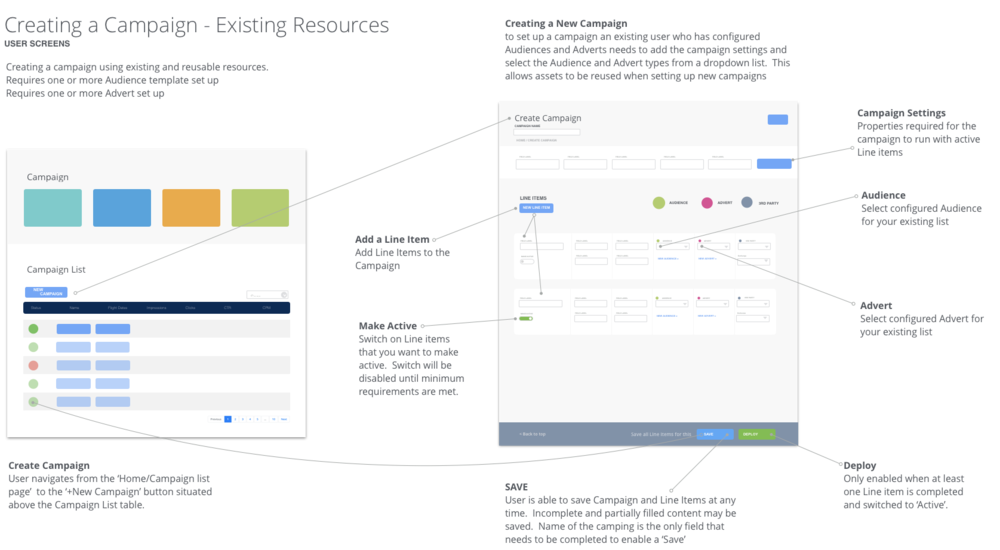 Creating a Campaign - Existing Resources
USER SCREENS
Creating a campaign using existing and reusable resources.
Requires one or more Audience template set up
Requires one or more Advert set up
Creating a New Campaign
to set up a campaign an existing user who has configured
Audiences and Adverts needs to add the campaign settings and
select the Audience and Advert types from a dropdown list.  This
allows assets to be reused when setting up new campaigns
Create Campaign
CAMPAIGN NAME
HOME / CREATE CAMPAIGN
Campaign Settings
Properties required for the
campaign to run with active
Line items
Campaign
LINE ITEMS
NEW LINE ITEM
AUDIENCE
ADVERT
3RD PARTY
Audience
Select configured Audience
for your existing list
Add a Line Item
Add Line Items to the
Campaign
Campaign List
NEW
CAMPAIGN
Status
Name
Flight Dates
Impressions
Clicks
CTR
CPM
Advert
Select configured Advert for
your existing list
Make Active
Switch on Line items
that you want to make
active.  Switch will be
disabled until minimum
requirements are met.
Previous 1 2 3 4 5 ... 10 Next
Back to top
Save all Line items for this
SAVE
DEPLOY
Create Campaign
User navigates from the 'Home/Campaign list
page'  to the '+New Campaign' button situated
above the Campaign List table.
SAVE
User is able to save Campaign and Line Items at any
time.  Incomplete and partially filled content may be
saved.  Name of the camping is the only field that
needs to be completed to enable a 'Save'
Deploy
Only enabled when at least
one Line item is completed
and switched to 'Active'.